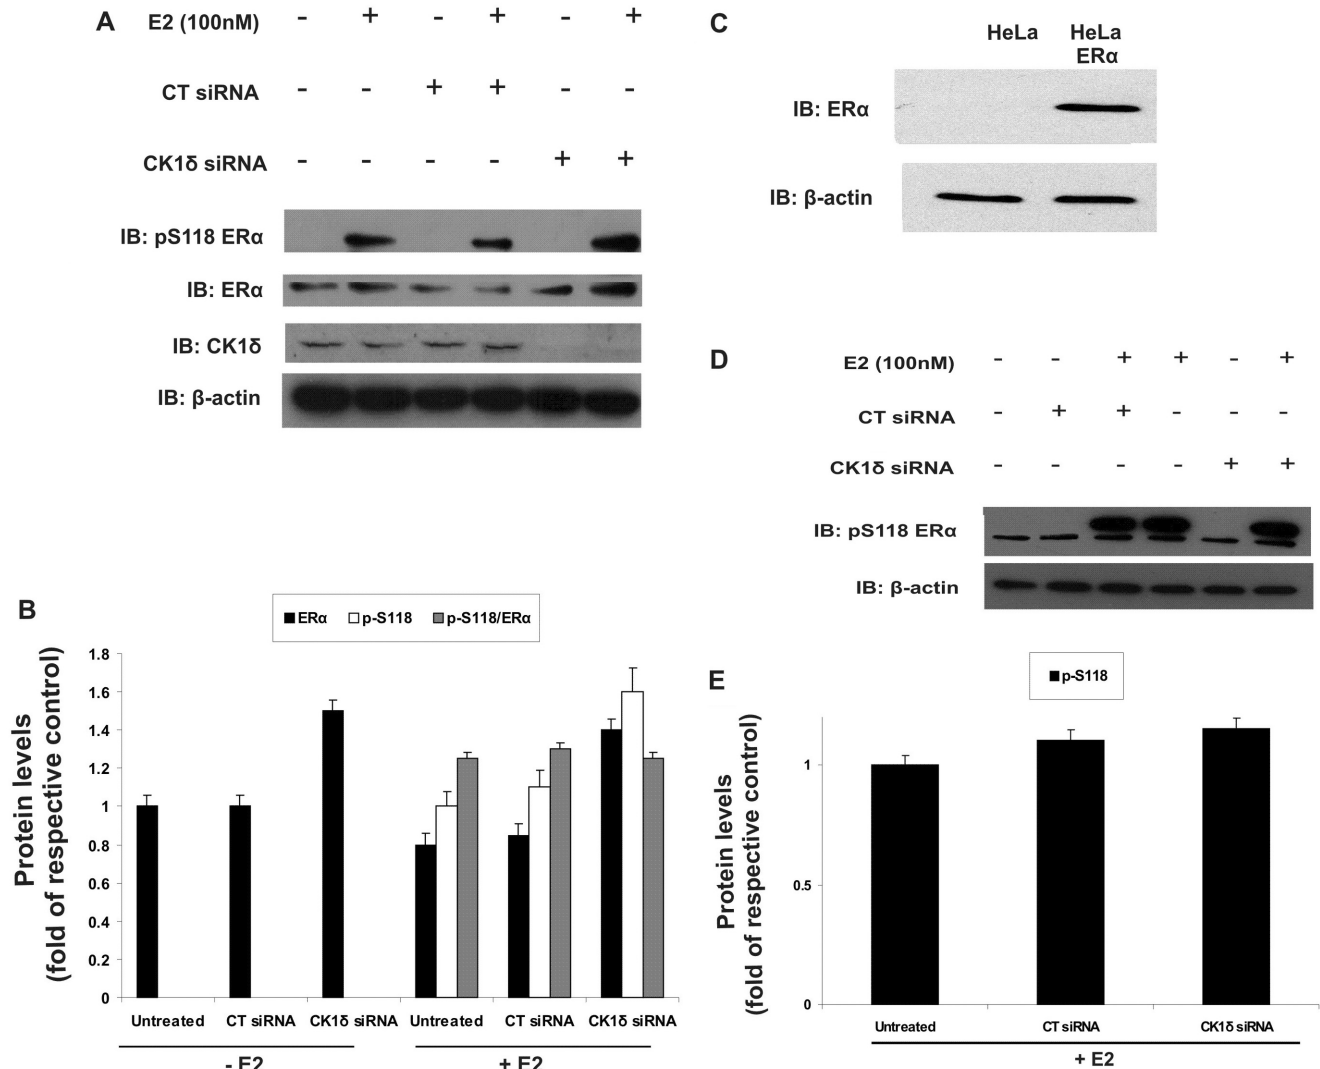 A
E2 (100nM) - + - + - +
CT siRNA - - + + - -
CK1δ siRNA - - - - + +
IB: pS118 ERα
IB: ERα
IB: CK1δ
IB: β-actin
B
ERα p-S118 p-S118/ERα
Protein levels
(fold of respective control)
1.8
1.6
1.4
1.2
1
0.8
0.6
0.4
0.2
0
Untreated CT siRNA CK1δ siRNA Untreated CT siRNA CK1δ siRNA
- E2 + E2
C
HeLa HeLa
ERα
IB: ERα
IB: β-actin
D
E2 (100nM) - - + + - +
CT siRNA - + + - - -
CK1δ siRNA - - - - + +
IB: pS118 ERα
IB: β-actin
E
p-S118
Protein levels
(fold of respective control)
1
0.5
0
Untreated CT siRNA CK1δ siRNA
+ E2